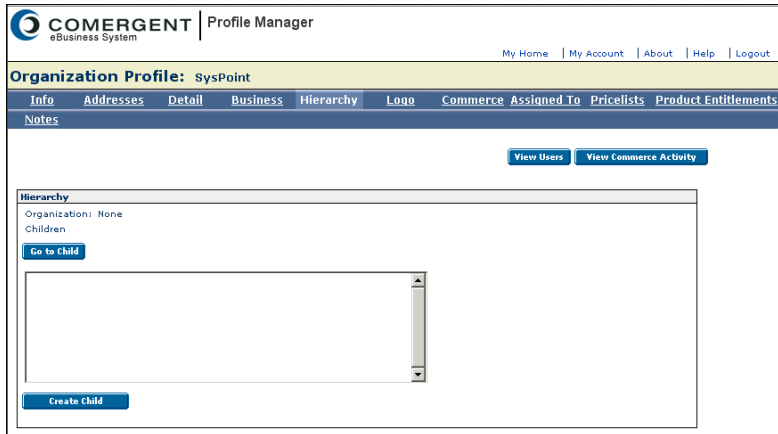 COMERGENT Profile Manager
eBusiness System
My Home | My Account | About | Help | Logout
Organization Profile: SysPoint
Info Addresses Detail Business Hierarchy Logo Commerce Assigned To Pricelists Product Entitlements
Notes
View Users View Commerce Activity
Hierarchy
Organization: None
Children
Go to Child
Create Child